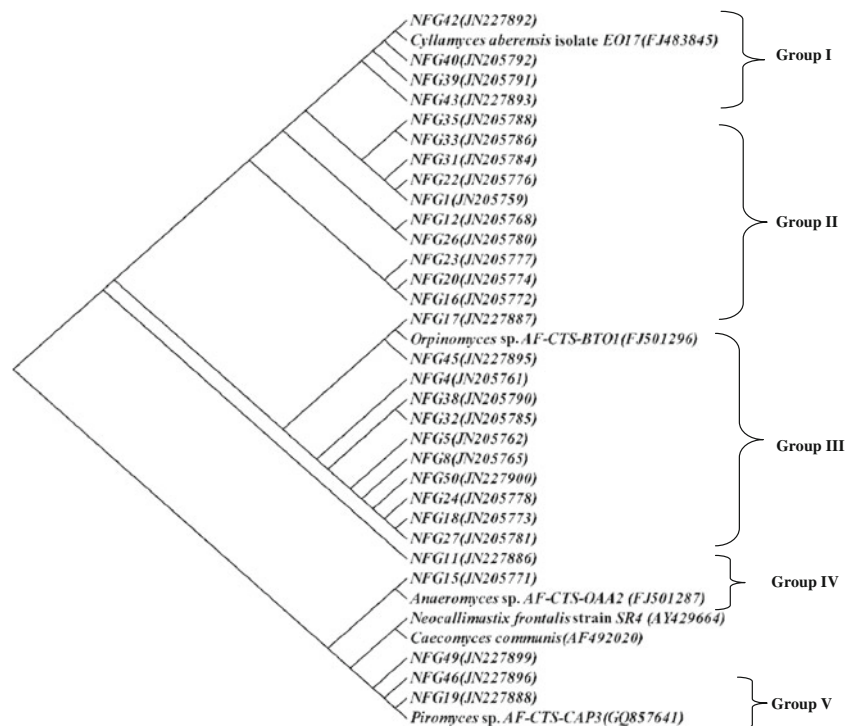 NFG42(JN227892)
Cyllamyces aberensis isolate EO17(FJ483845)
NFG40(JN205792)
NFG39(JN205791)
NFG43(JN227893)
Group I
NFG35(JN205788)
NFG33(JN205786)
NFG31(JN205784)
NFG22(JN205776)
NFG1(JN205759)
NFG12(JN205768)
NFG26(JN205780)
NFG23(JN205777)
NFG20(JN205774)
NFG16(JN205772)
NFG17(JN227887)
Group II
Orpinomyces sp. AF-CTS-BTO1(FJ501296)
NFG45(JN227895)
NFG4(JN205761)
NFG38(JN205790)
NFG32(JN205785)
NFG5(JN205762)
NFG8(JN205765)
NFG50(JN227900)
NFG24(JN205778)
NFG18(JN205773)
NFG27(JN205781)
Group III
NFG11(JN227886)
NFG15(JN205771)
Anaeromyces sp. AF-CTS-OAA2 (FJ501287)
Group IV
Neocallimastix frontalis strain SR4 (AY429664)
Caecomyces communis(AF492020)
NFG49(JN227899)
NFG46(JN227896)
NFG19(JN227888)
Piromyces sp. AF-CTS-CAP3(GQ857641)
Group V